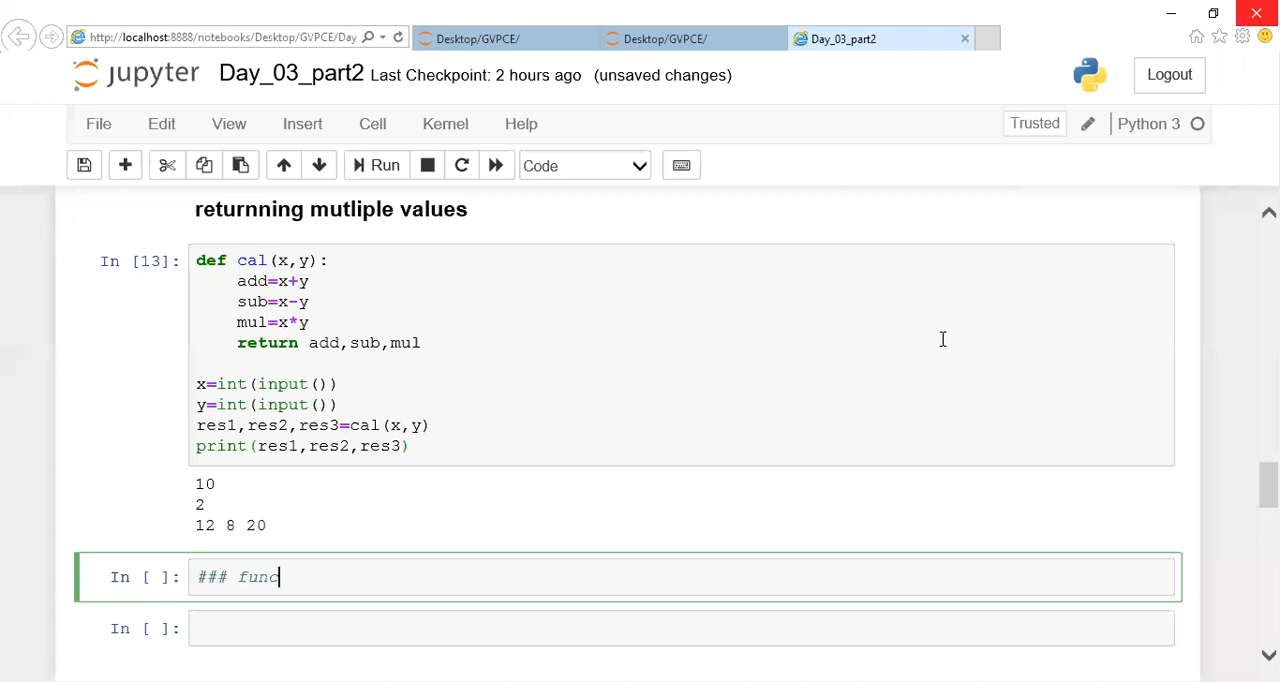 http://localhost:8888/notebooks/Desktop/GVPCE/Day
Desktop/GVPCE/
Desktop/GVPCE/
Day_03_part2
jupyter Day_03_part2 Last Checkpoint: 2 hours ago (unsaved changes)
Logout
File Edit View Insert Cell Kernel Help
Trusted
Python 3
Run
Code
returnning mutliple values
In [13]:
def cal(x,y):
    add=x+y
    sub=x-y
    mul=x*y
    return add,sub,mul
x=int(input())
y=int(input())
res1,res2,res3=cal(x,y)
print(res1,res2,res3)
10
2
12 8 20
In [ ]: ### func
In [ ]: